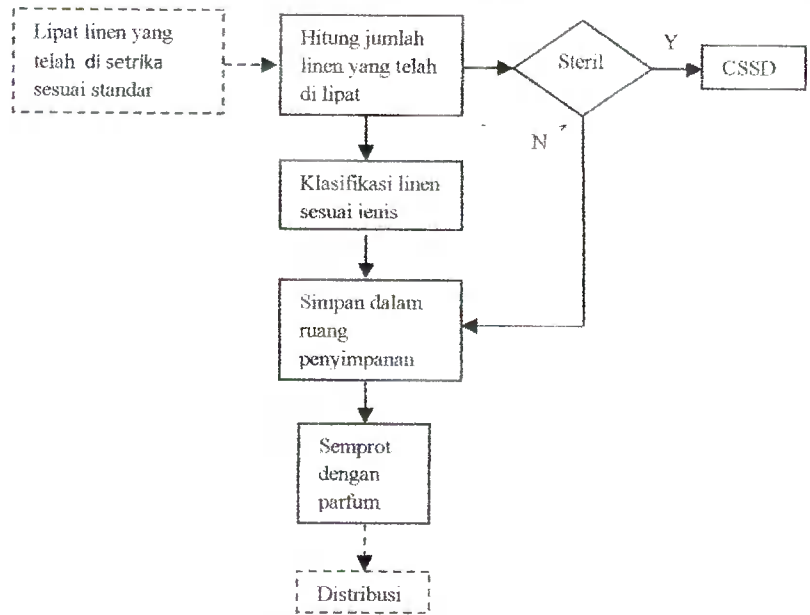 Lipat linen yang
telah di setrika
sesuai standar
Hitung jumlah
linen yang telah
di lipat
Steril
Y
CSSD
N
Klasifikasi linen
sesuai jenis
Simpan dalam
ruang
penyimpanan
Semprot
dengan
parfum
Distribusi